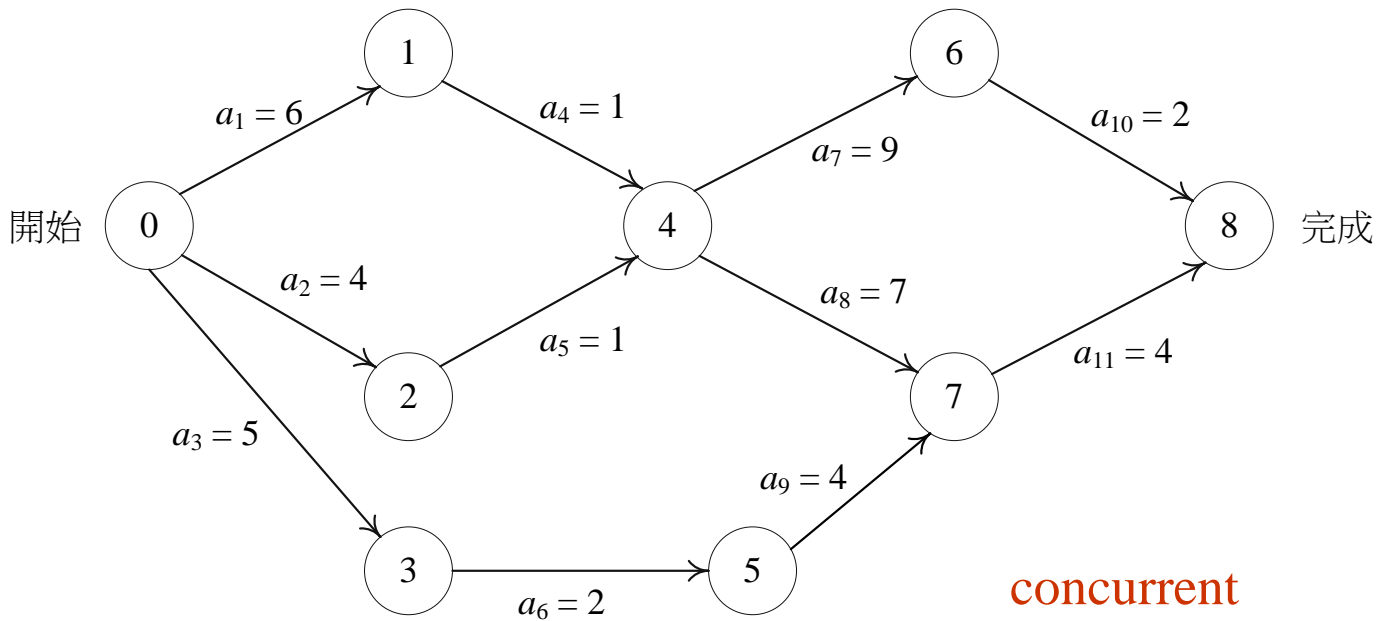 1
6
a₁ = 6
a₄ = 1
a₁₀ = 2
a₇ = 9
開始
0
4
8
完成
a₂ = 4
a₈ = 7
a₅ = 1
a₁₁ = 4
2
7
a₃ = 5
a₉ = 4
3
5
a₆ = 2
concurrent